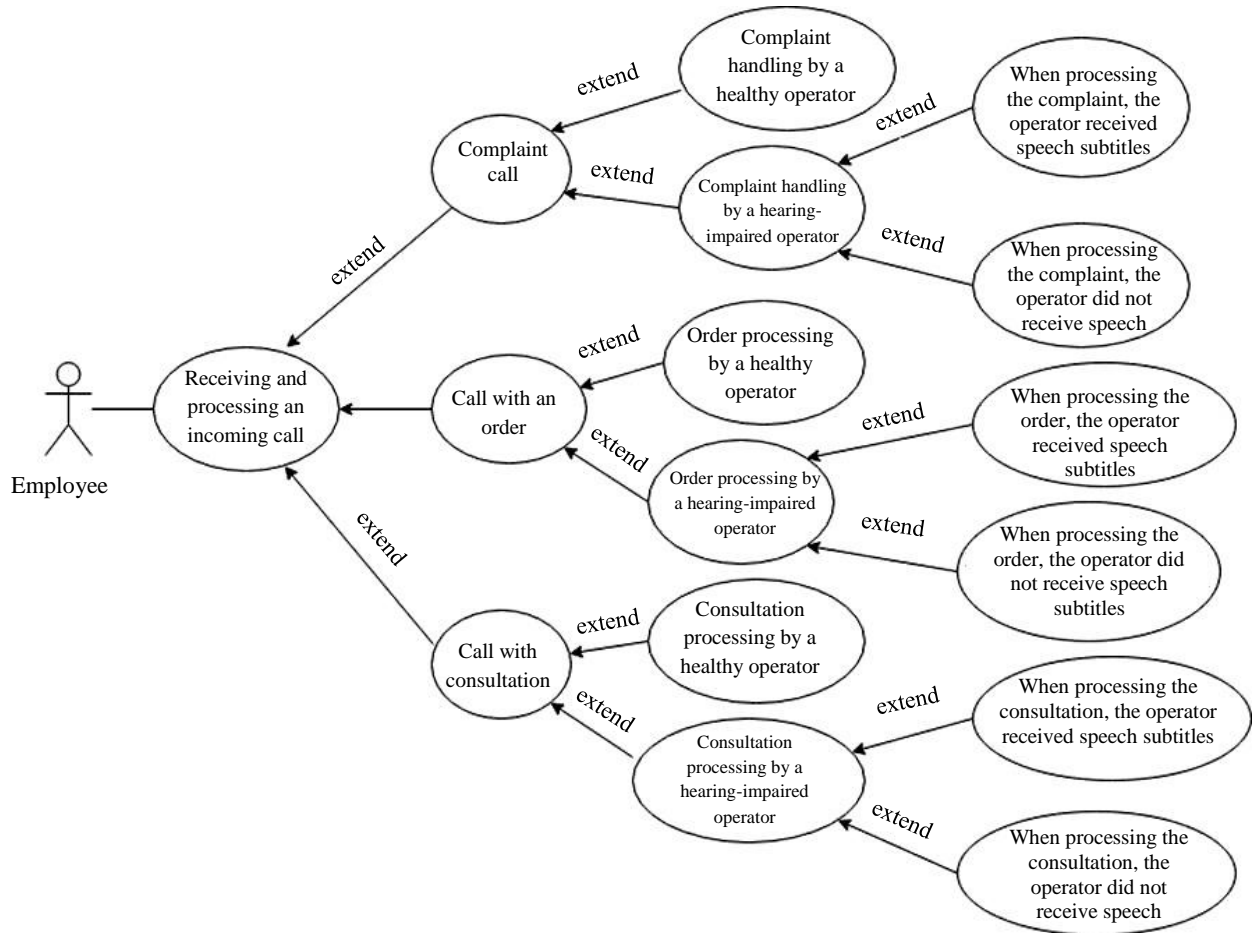 Complaint
handling by a
healthy operator
extend
When processing
the complaint, the
operator received
speech subtitles
extend
Complaint
call
extend
Complaint handling
by a hearing-
impaired operator
extend
When processing
the complaint, the
operator did not
receive speech
extend
Order processing
by a healthy
operator
extend
Receiving and
processing an
incoming call
Call with an
order
When processing the
order, the operator
received speech
subtitles
extend
extend
Order processing by
a hearing-impaired
operator
Employee
extend
When processing the
order, the operator did
not receive speech
subtitles
extend
Consultation
processing by a
healthy operator
extend
Call with
consultation
When processing the
consultation, the operator
received speech subtitles
extend
extend
Consultation
processing by a
hearing-impaired
operator
extend
When processing the
consultation, the
operator did not
receive speech